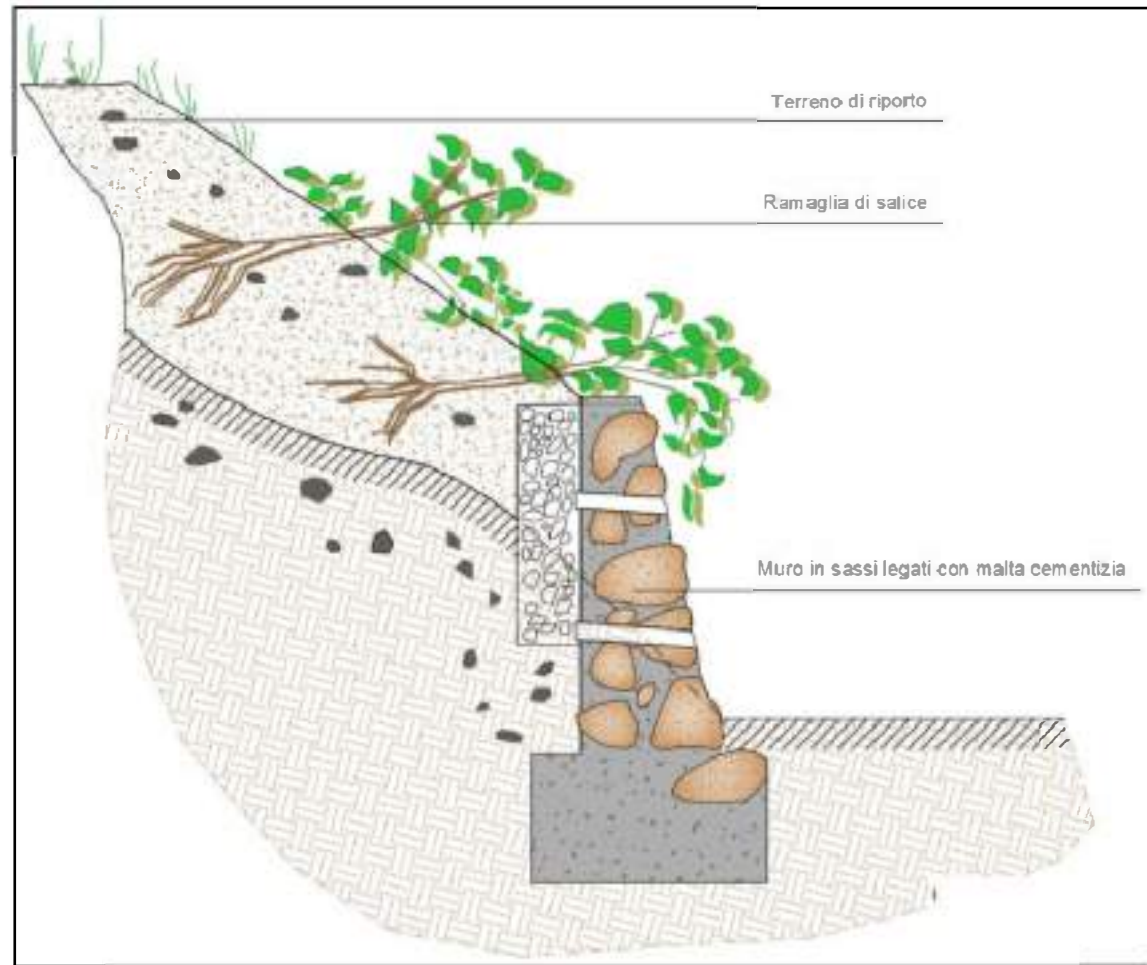 Terreno di riporto
Ramaglia di salice
Muro in sassi legati con malta cementizia